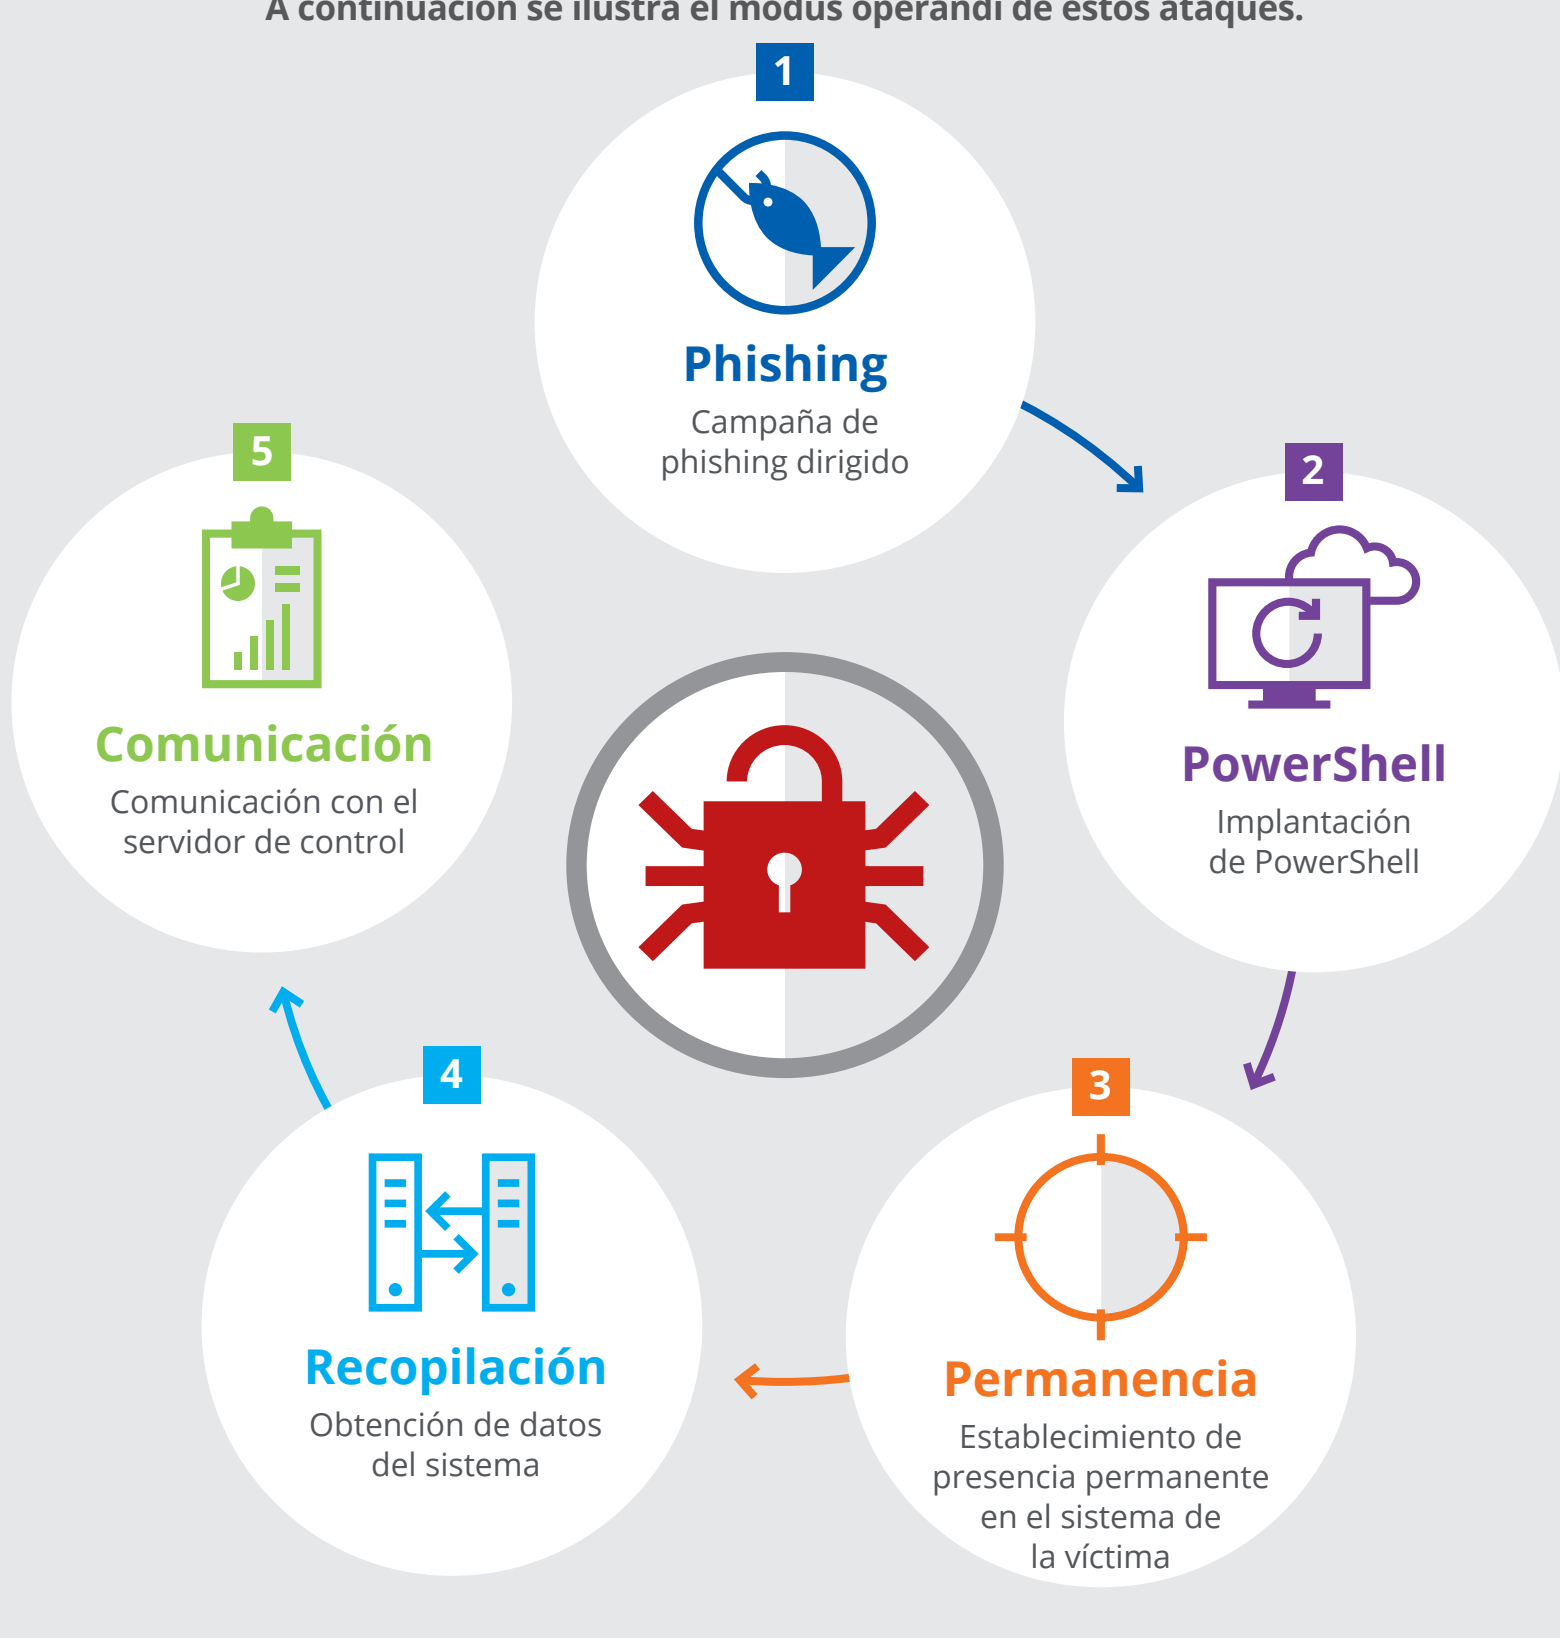 A continuación se ilustra el modus operandi de estos ataques.
1
Phishing
Campaña de
phishing dirigido
2
PowerShell
Implantación
de PowerShell
3
Permanencia
Establecimiento de
presencia permanente
en el sistema de
la víctima
4
Recopilación
Obtención de datos
del sistema
5
Comunicación
Comunicación con el
servidor de control